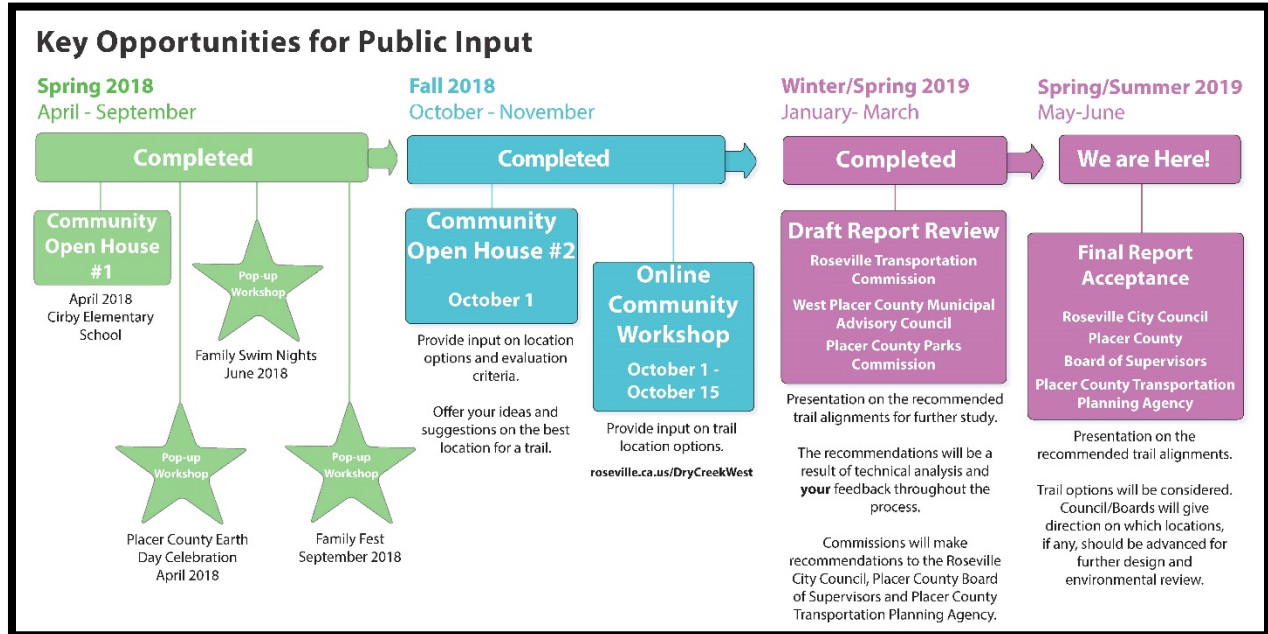 Key Opportunities for Public Input
Spring 2018
April - September
Completed
Community
Open House
#1
April 2018
Cirby Elementary
School
Pop-up
Workshop
Family Swim Nights
June 2018
Pop-up
Workshop
Placer County Earth
Day Celebration
April 2018
Pop-up
Workshop
Family Fest
September 2018
Fall 2018
October - November
Completed
Community
Open House #2
October 1
Provide input on location
options and evaluation
criteria.
Offer your ideas and
suggestions on the best
location for a trail.
Online
Community
Workshop
October 1 -
October 15
Provide input on trail
location options.
roseville.ca.us/DryCreekWest
Winter/Spring 2019
January- March
Completed
Draft Report Review
Roseville Transportation
Commission
West Placer County Municipal
Advisory Council
Placer County Parks
Commission
Presentation on the recommended
trail alignments for further study.
The recommendations will be a
result of technical analysis and
your feedback throughout the
process.
Commissions will make
recommendations to the Roseville
City Council, Placer County Board
of Supervisors and Placer County
Transportation Planning Agency.
Spring/Summer 2019
May-June
We are Here!
Final Report
Acceptance
Roseville City Council
Placer County
Board of Supervisors
Placer County Transportation
Planning Agency
Presentation on the
recommended trail alignments.
Trail options will be considered.
Council/Boards will give
direction on which locations,
if any, should be advanced for
further design and
environmental review.